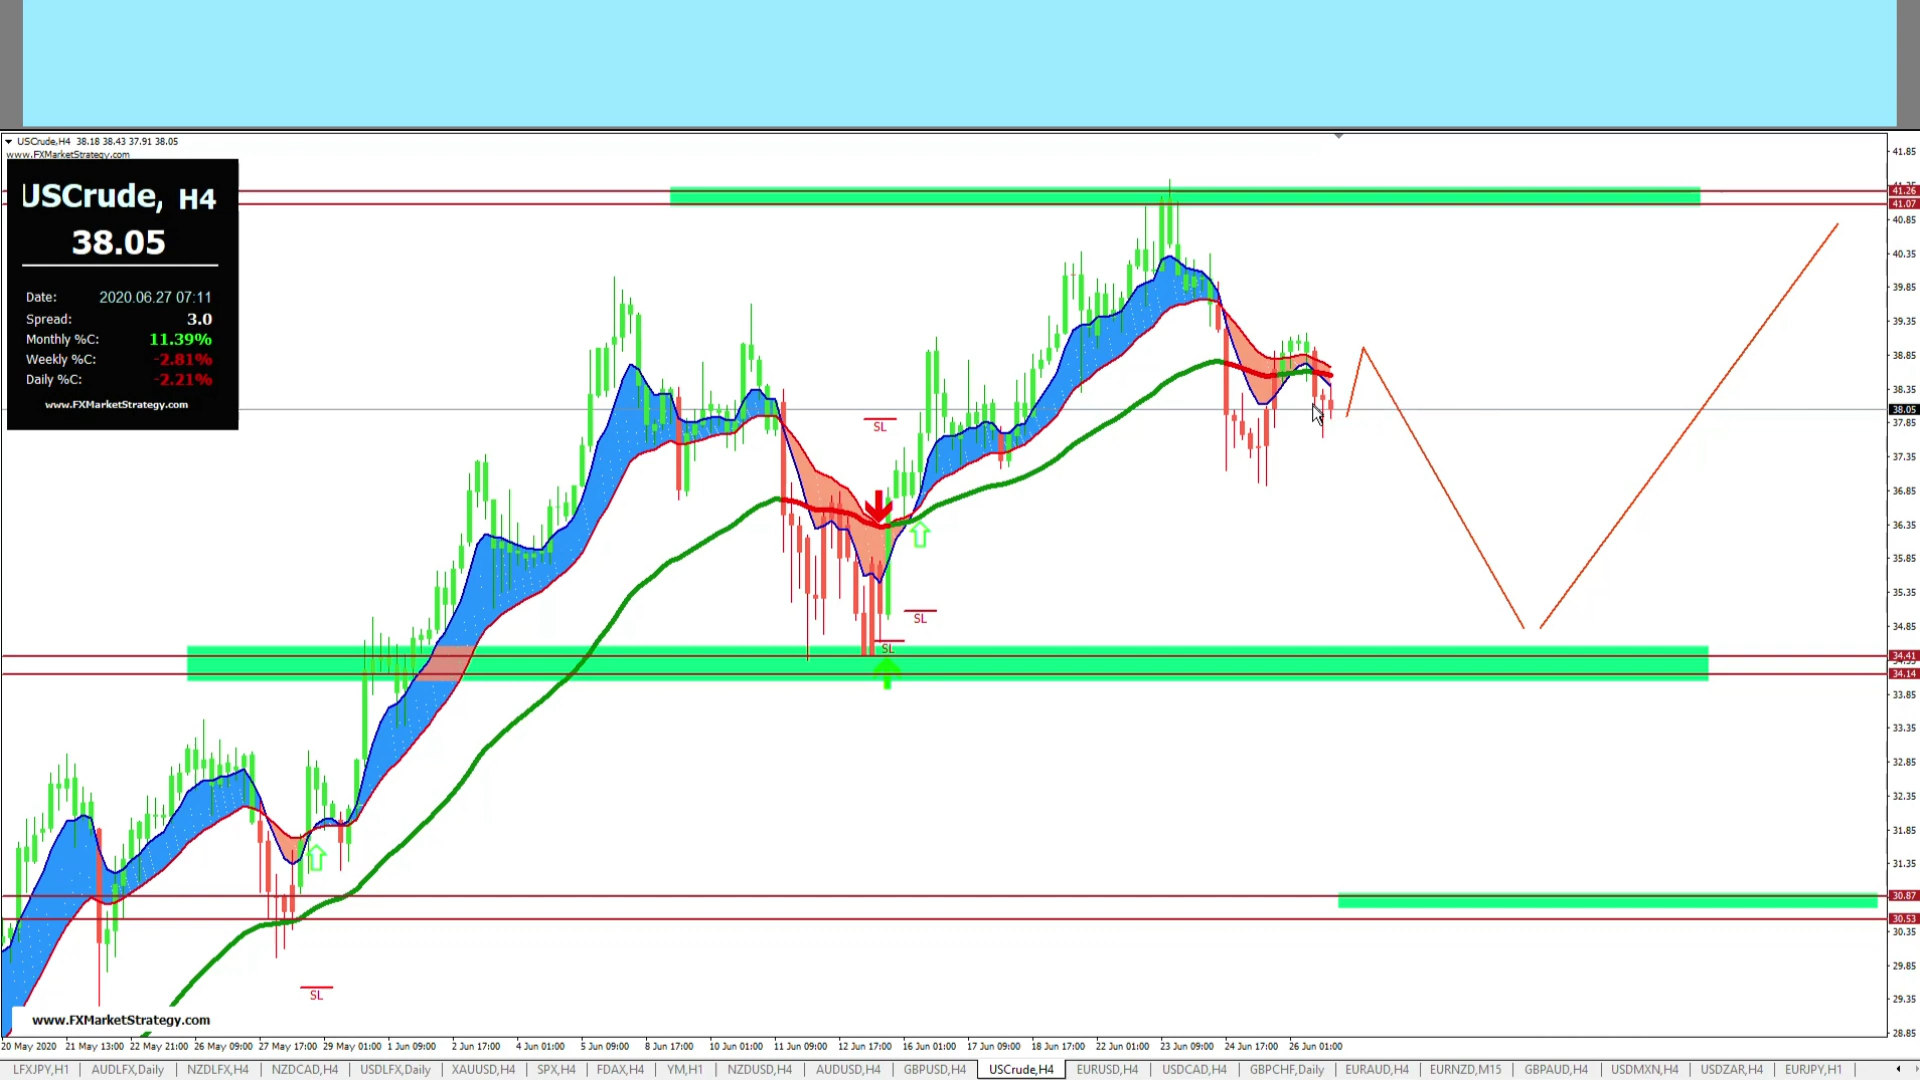 USCrude,H4 38.18 38.43 37.91 38.05
www.FXMarketStrategy.com
USCrude, H4
38.05
Date: 2020.06.27 07:11
Spread: 3.0
Monthly %C: 11.39%
Weekly %C: -2.81%
Daily %C: -2.21%
www.FXMarketStrategy.com
41.85
41.26
41.07
40.85
40.35
39.85
39.35
38.85
38.35
38.05
37.85
37.35
36.85
36.35
35.85
35.35
34.85
34.41
34.14
33.85
33.35
32.85
32.35
31.85
31.35
30.87
30.53
30.35
29.85
29.35
28.85
SL
SL
SL
SL
www.FXMarketStrategy.com
20 May 2020 21 May 13:00 22 May 21:00 26 May 09:00 27 May 17:00 29 May 01:00 1 Jun 09:00 2 Jun 17:00 4 Jun 01:00 5 Jun 09:00 8 Jun 17:00 10 Jun 01:00 11 Jun 09:00 12 Jun 17:00 16 Jun 01:00 17 Jun 09:00 18 Jun 17:00 22 Jun 01:00 23 Jun 09:00 24 Jun 17:00 26 Jun 01:00
LFXJPY,H1 AUDLFX,Daily NZDLFX,H4 NZDCAD,H4 USDLFX,Daily XAUUSD,H4 SPX,H4 FDAX,H4 YM,H1 NZDUSD,H4 AUDUSD,H4 GBPUSD,H4 USCrude,H4 EURUSD,H4 USDCAD,H4 GBPCHF,Daily EURAUD,H4 EURNZD,M15 GBPAUD,H4 USDMXN,H4 USDZAR,H4 EURJPY,H1